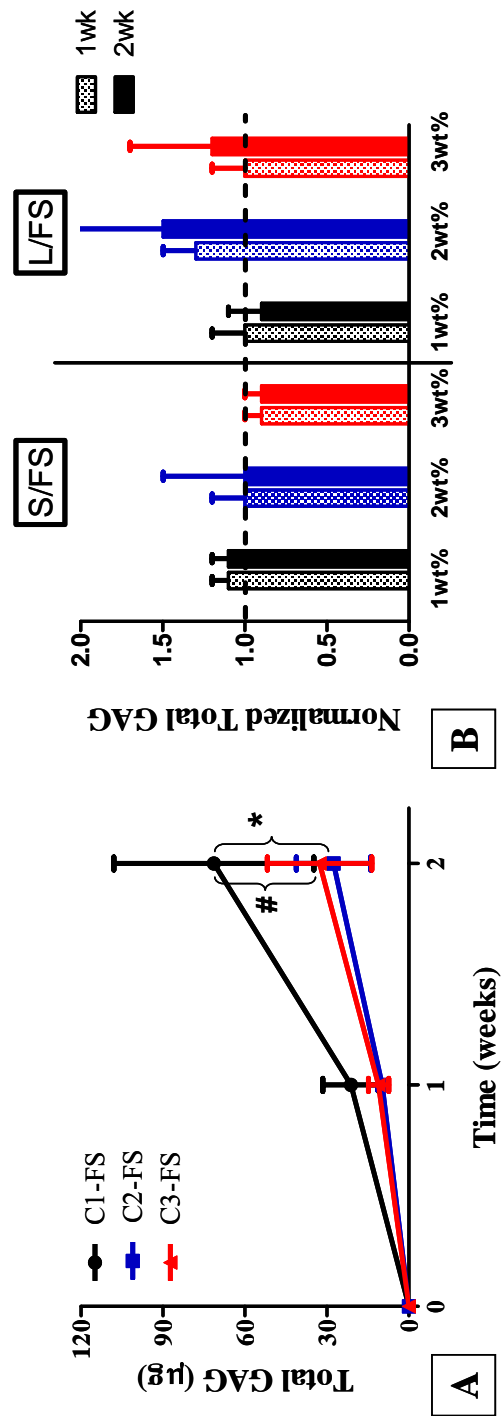 C1-FS
C2-FS
C3-FS
Total GAG (µg)
120
90
60
30
0
#
*
0
1
2
Time (weeks)
A
S/FS
L/FS
1wk
2wk
Normalized Total GAG
2.0
1.5
1.0
0.5
0.0
1wt%
2wt%
3wt%
1wt%
2wt%
3wt%
B